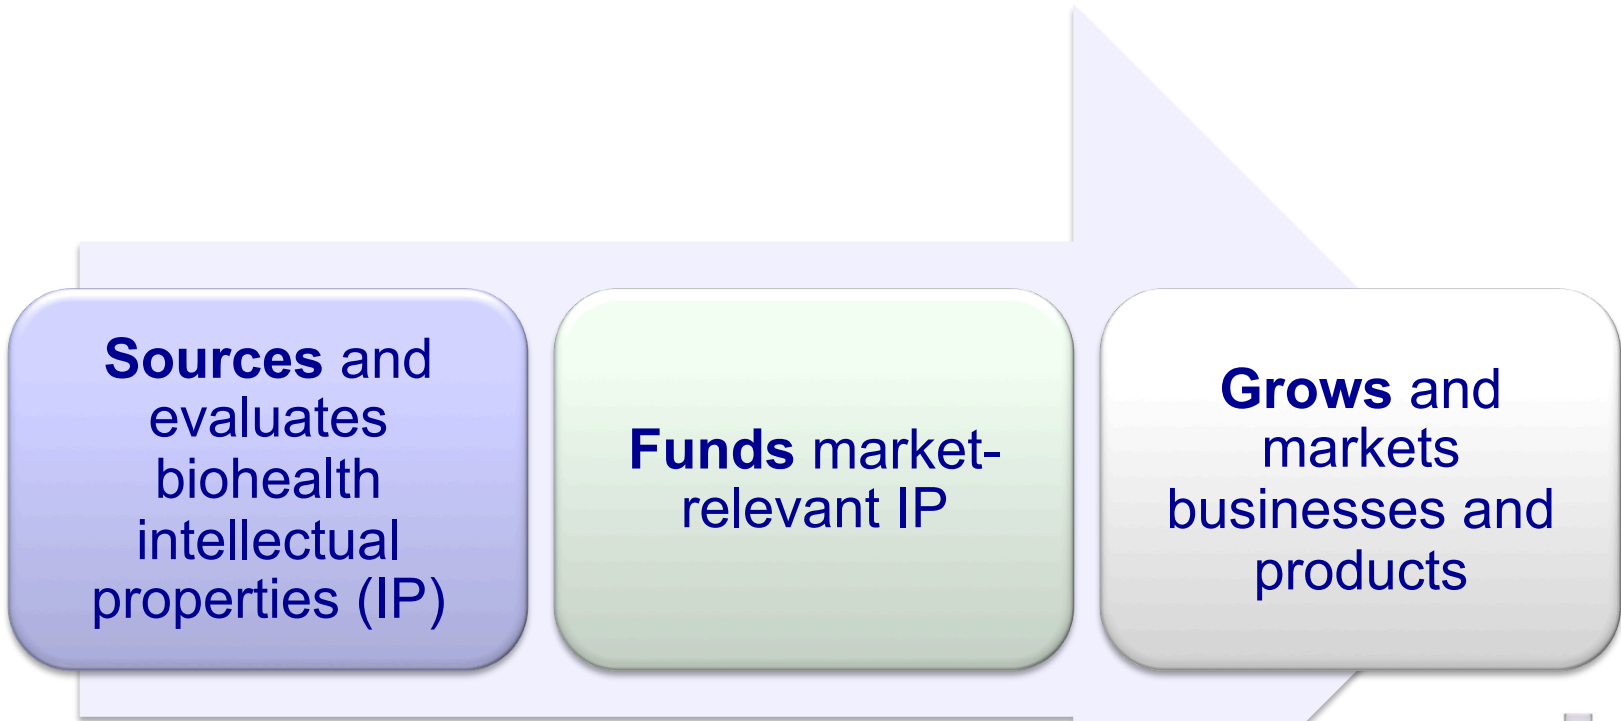 Sources and
evaluates
biohealth
intellectual
properties (IP)
Funds market-
relevant IP
Grows and
markets
businesses and
products